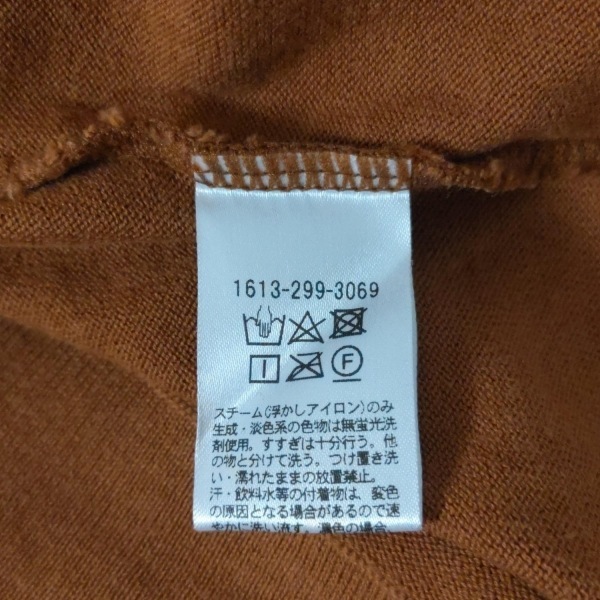 1613-299-3069
F
スチーム(浮かしアイロン)のみ
生成・淡色系の色物は無蛍光洗
剤使用。すすぎは十分行う。他
の物と分けて洗う。つけ置き洗
い・濡れたままの放置禁止。
汗・飲料水等の付着物は、変色
の原因となる場合があるので速
やかに洗い流す。濃色の場合、